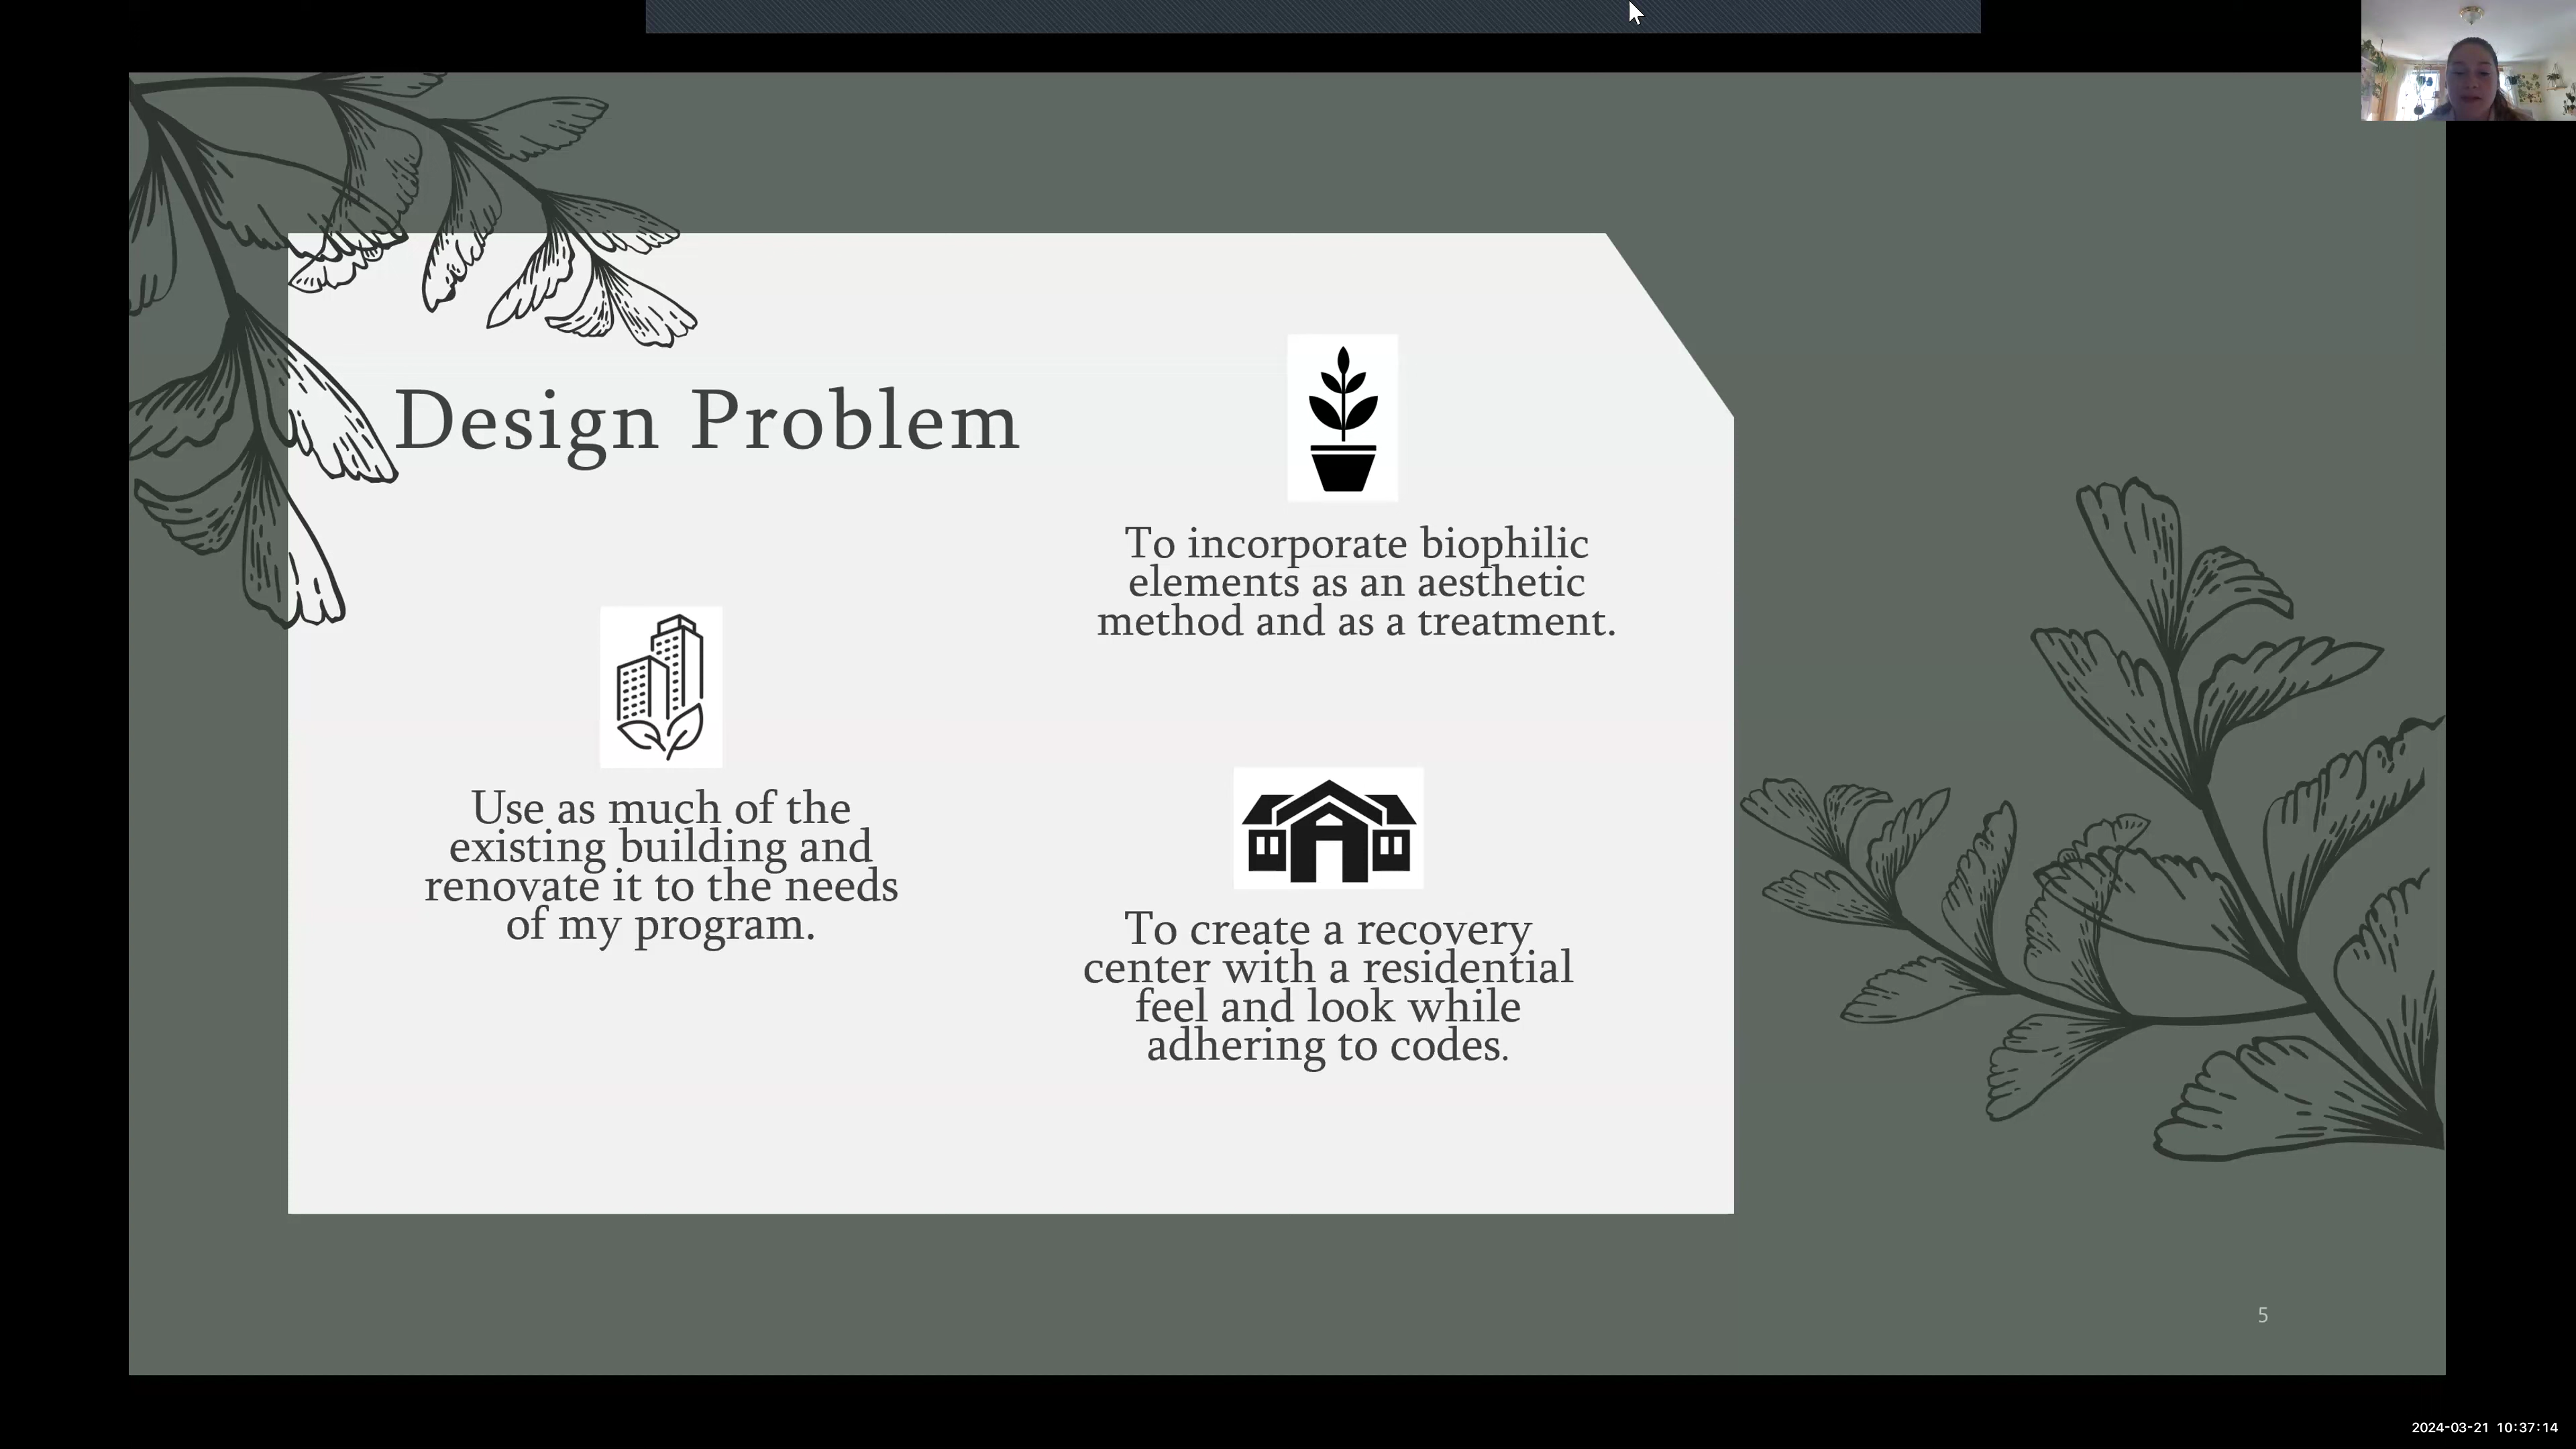 Design Problem
To incorporate biophilic
elements as an aesthetic
method and as a treatment.
Use as much of the
existing building and
renovate it to the needs
of my program.
To create a recovery
center with a residential
feel and look while
adhering to codes.
5
2024-03-21 10:37:14